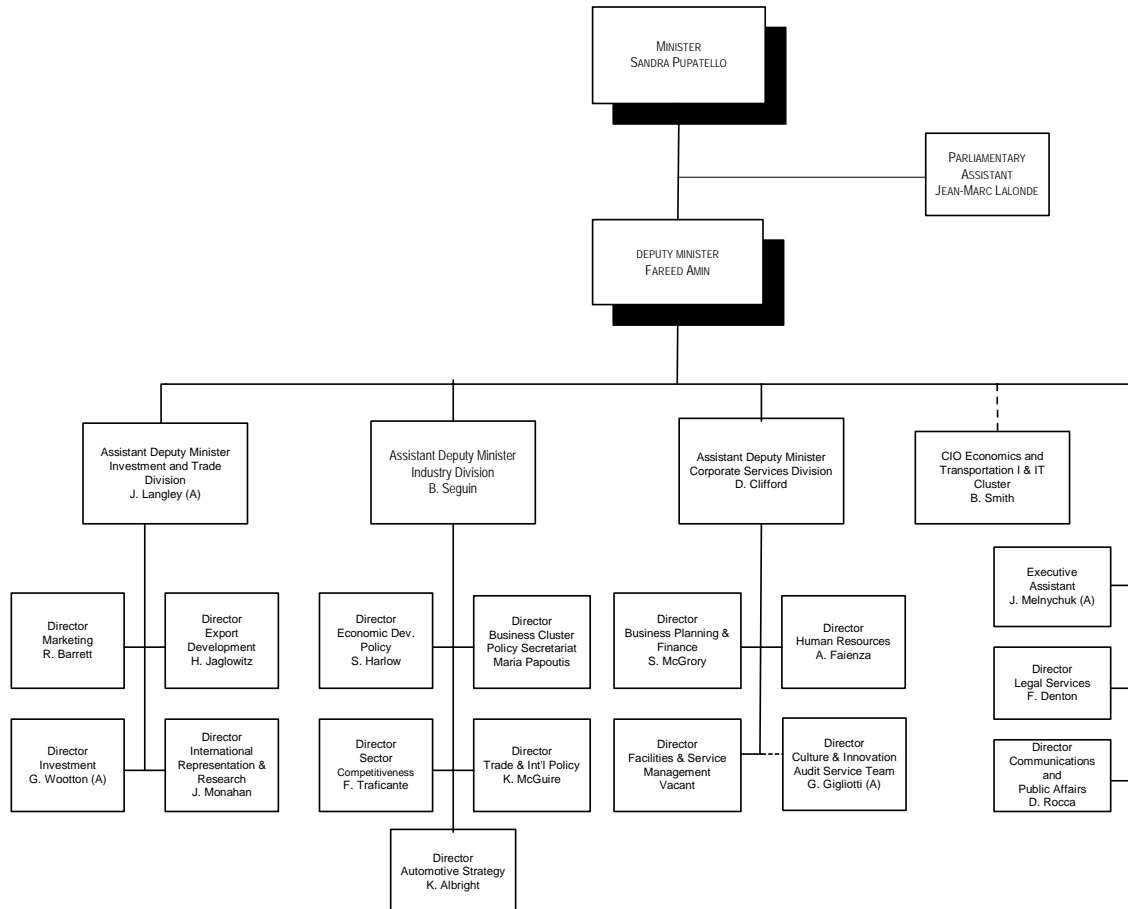 MINISTER
SANDRA PUPATELLO
PARLIAMENTARY
ASSISTANT
JEAN-MARC LALONDE
DEPUTY MINISTER
FAREED AMIN
Assistant Deputy Minister
Investment and Trade
Division
J. Langley (A)
Assistant Deputy Minister
Industry Division
B. Seguin
Assistant Deputy Minister
Corporate Services Division
D. Clifford
CIO Economics and
Transportation I & IT
Cluster
B. Smith
Executive
Assistant
J. Melnychuk (A)
Director
Marketing
R. Barrett
Director
Export
Development
H. Jaglowitz
Director
Economic Dev.
Policy
S. Harlow
Director
Business Cluster
Policy Secretariat
Maria Papoutis
Director
Business Planning &
Finance
S. McGrory
Director
Human Resources
A. Faienza
Director
Legal Services
F. Denton
Director
Investment
G. Wootton (A)
Director
International
Representation &
Research
J. Monahan
Director
Sector
Competitiveness
F. Traficante
Director
Trade & Int'l Policy
K. McGuire
Director
Facilities & Service
Management
Vacant
Director
Culture & Innovation
Audit Service Team
G. Gigliotti (A)
Director
Communications
and
Public Affairs
D. Rocca
Director
Automotive Strategy
K. Albright